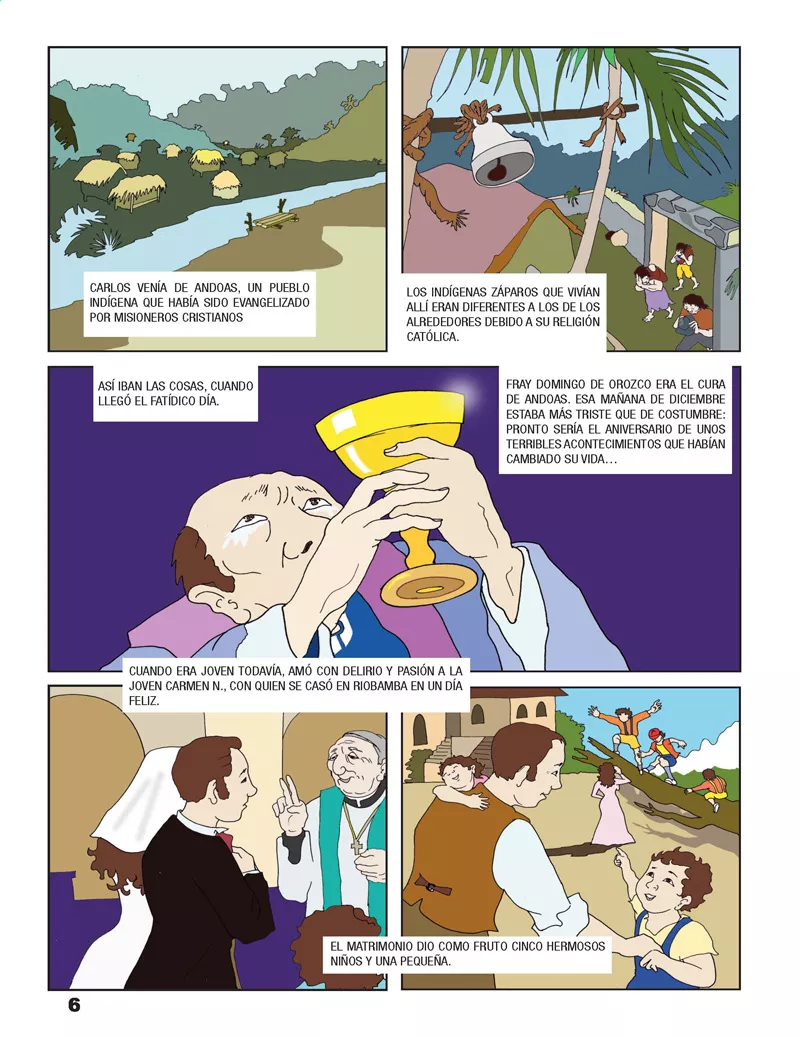 CARLOS VENÍA DE ANDOAS, UN PUEBLO
INDÍGENA QUE HABÍA SIDO EVANGELIZADO
POR MISIONEROS CRISTIANOS
LOS INDÍGENAS ZÁPAROS QUE VIVÍAN
ALLÍ ERAN DIFERENTES A LOS DE LOS
ALREDEDORES DEBIDO A SU RELIGIÓN
CATÓLICA.
ASÍ IBAN LAS COSAS, CUANDO
LLEGÓ EL FATÍDICO DÍA.
FRAY DOMINGO DE OROZCO ERA EL CURA
DE ANDOAS. ESA MAÑANA DE DICIEMBRE
ESTABA MÁS TRISTE QUE DE COSTUMBRE:
PRONTO SERÍA EL ANIVERSARIO DE UNOS
TERRIBLES ACONTECIMIENTOS QUE HABÍAN
CAMBIADO SU VIDA...
CUANDO ERA JOVEN TODAVÍA, AMÓ CON DELIRIO Y PASIÓN A LA
JOVEN CARMEN N., CON QUIEN SE CASÓ EN RIOBAMBA EN UN DÍA
FELIZ.
EL MATRIMONIO DIO COMO FRUTO CINCO HERMOSOS
NIÑOS Y UNA PEQUEÑA.
6